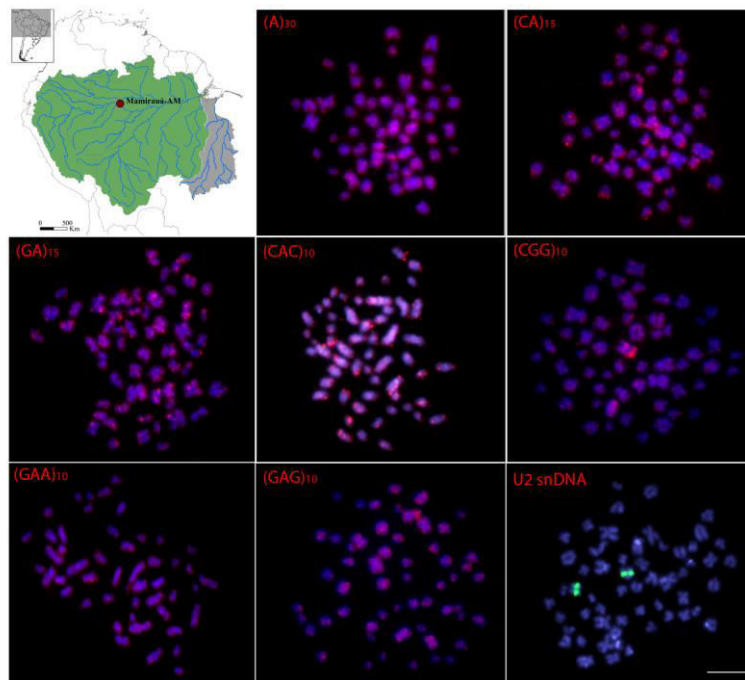 (A)30
(CA)15
Mamirauá-AM
0 500
Km
(GA)15
(CAC)10
(CGG)10
(GAA)10
(GAG)10
U2 snDNA